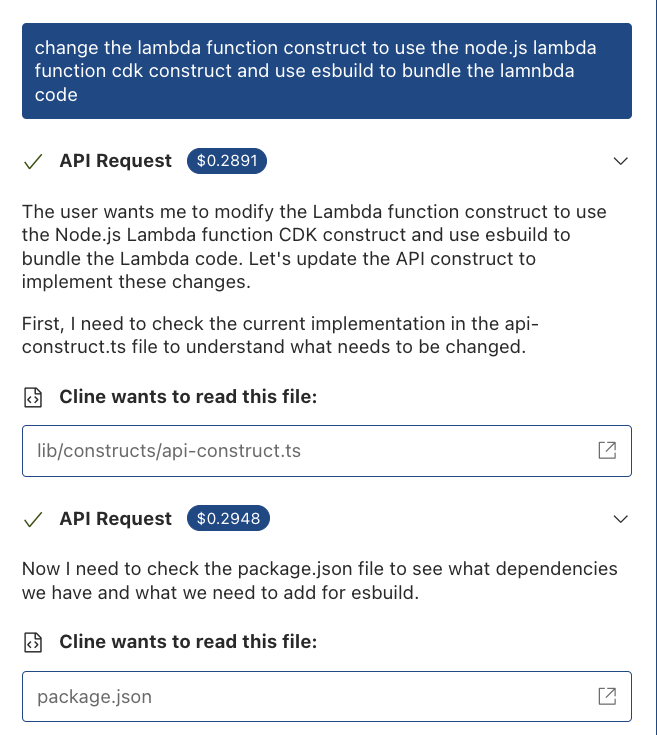 change the lambda function construct to use the node.js lambda
function cdk construct and use esbuild to bundle the lamnbda
code
API Request $0.2891
The user wants me to modify the Lambda function construct to use
the Node.js Lambda function CDK construct and use esbuild to
bundle the Lambda code. Let's update the API construct to
implement these changes.
First, I need to check the current implementation in the api-
construct.ts file to understand what needs to be changed.
Cline wants to read this file:
lib/constructs/api-construct.ts
API Request $0.2948
Now I need to check the package.json file to see what dependencies
we have and what we need to add for esbuild.
Cline wants to read this file:
package.json